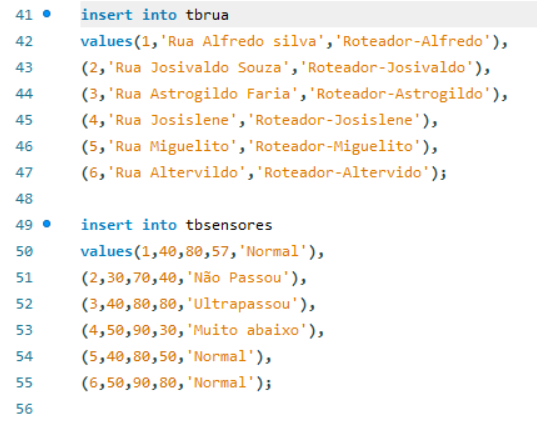 41 insert into tbrua
42 values(1,'Rua Alfredo silva','Roteador-Alfredo'),
43 (2,'Rua Josivaldo Souza','Roteador-Josivaldo'),
44 (3,'Rua Astrogildo Faria','Roteador-Astrogildo'),
45 (4,'Rua Josislene','Roteador-Josislene'),
46 (5,'Rua Miguelito','Roteador-Miguelito'),
47 (6,'Rua Altervildo','Roteador-Altervido');
48
49 insert into tbsensores
50 values(1,40,80,57,'Normal'),
51 (2,30,70,40,'Não Passou'),
52 (3,40,80,80,'Ultrapassou'),
53 (4,50,90,30,'Muito abaixo'),
54 (5,40,80,50,'Normal'),
55 (6,50,90,80,'Normal');
56